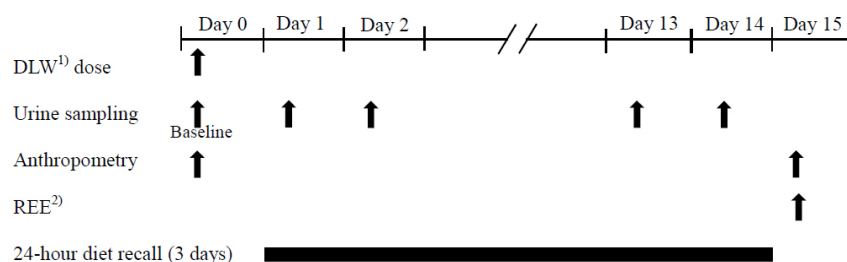 Day 0 Day 1 Day 2 Day 13 Day 14 Day 15
DLW1) dose
Urine sampling
Baseline
Anthropometry
REE2)
24-hour diet recall (3 days)